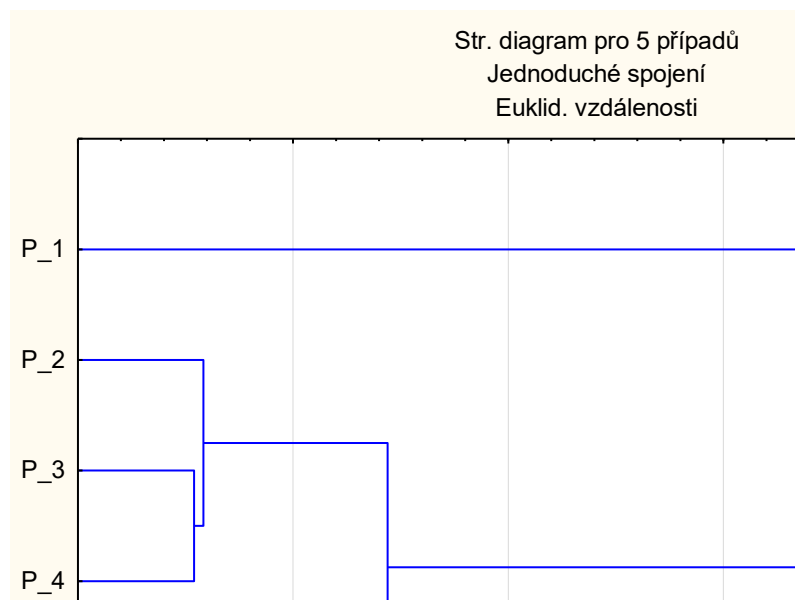 Str. diagram pro 5 případů
Jednoduché spojení
Euklid. vzdálenosti
P_1
P_2
P_3
P_4